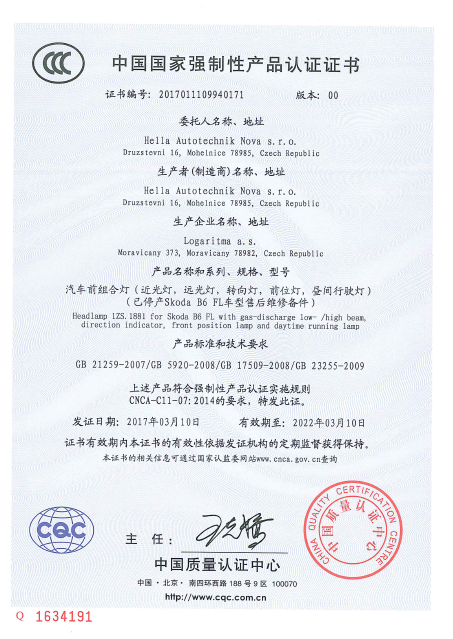 CCC
中国国家强制性产品认证证书
证书编号: 2017011109940171 版本: 00
委托人名称、地址
Hella Autotechnik Nova s.r.o.
Druzstevni 16, Mohelnice 78985, Czech Republic
生产者(制造商)名称、地址
Hella Autotechnik Nova s.r.o.
Druzstevni 16, Mohelnice 78985, Czech Republic
生产企业名称、地址
Logaritma a.s.
Moravicany 373, Moravicany 78982, Czech Republic
产品名称和系列、规格、型号
汽车前组合灯(近光灯, 远光灯, 转向灯, 前位灯, 昼间行驶灯)
(已停产Skoda B6 FL车型售后维修备件)
Headlamp 1ZS.1881 for Skoda B6 FL with gas-discharge low- /high beam,
direction indicator, front position lamp and daytime running lamp
产品标准和技术要求
GB 21259-2007/GB 5920-2008/GB 17509-2008/GB 23255-2009
上述产品符合强制性产品认证实施规则
CNCA-C11-07:2014的要求, 特发此证。
发证日期: 2017年03月10日 有效期至: 2022年03月10日
证书有效期内本证书的有效性依据发证机构的定期监督获得保持。
本证书的相关信息可通过国家认监委网站www.cnca.gov.cn查询
CQC
主 任:
中国质量认证中心
中国·北京·南四环西路188号9区 100070
http://www.cqc.com.cn
CHINA QUALITY CERTIFICATION CENTRE
中国质量认证中心
Q 1634191